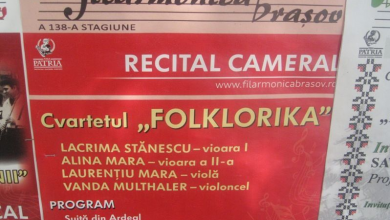 filarmonica brașov
A 138-A STAGIUNE
PATRIA
RECITAL CAMERAL
www.filarmonicabrasov.ro
Cvartetul „FOLKLORIKA”
LACRIMA STĂNESCU – vioara I
ALINA MARA – vioara a II-a
LAURENȚIU MARA – violă
VANDA MULTHALER – violoncel
PROGRAM
Suită din Ardeal
PATRIA